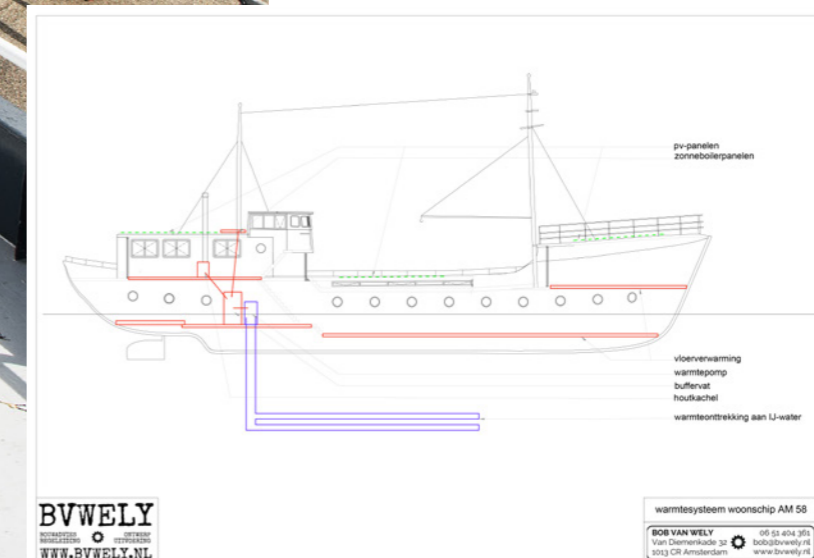 pv-panelen
zonneboilerpanelen
vloerverwarming
warmtepomp
buffervat
houtkachel
warmteonttrekking aan IJ-water
BVWELY
BOUWADVIES
BEGELEIDING
ONTWERP
UITVOERING
WWW.BVWELY.NL
warmtesysteem woonschip AM 58
BOB VAN WELY
Van Diemenkade 32
1013 CR Amsterdam
06 51 404 361
bob@bvwely.nl
www.bvwely.nl